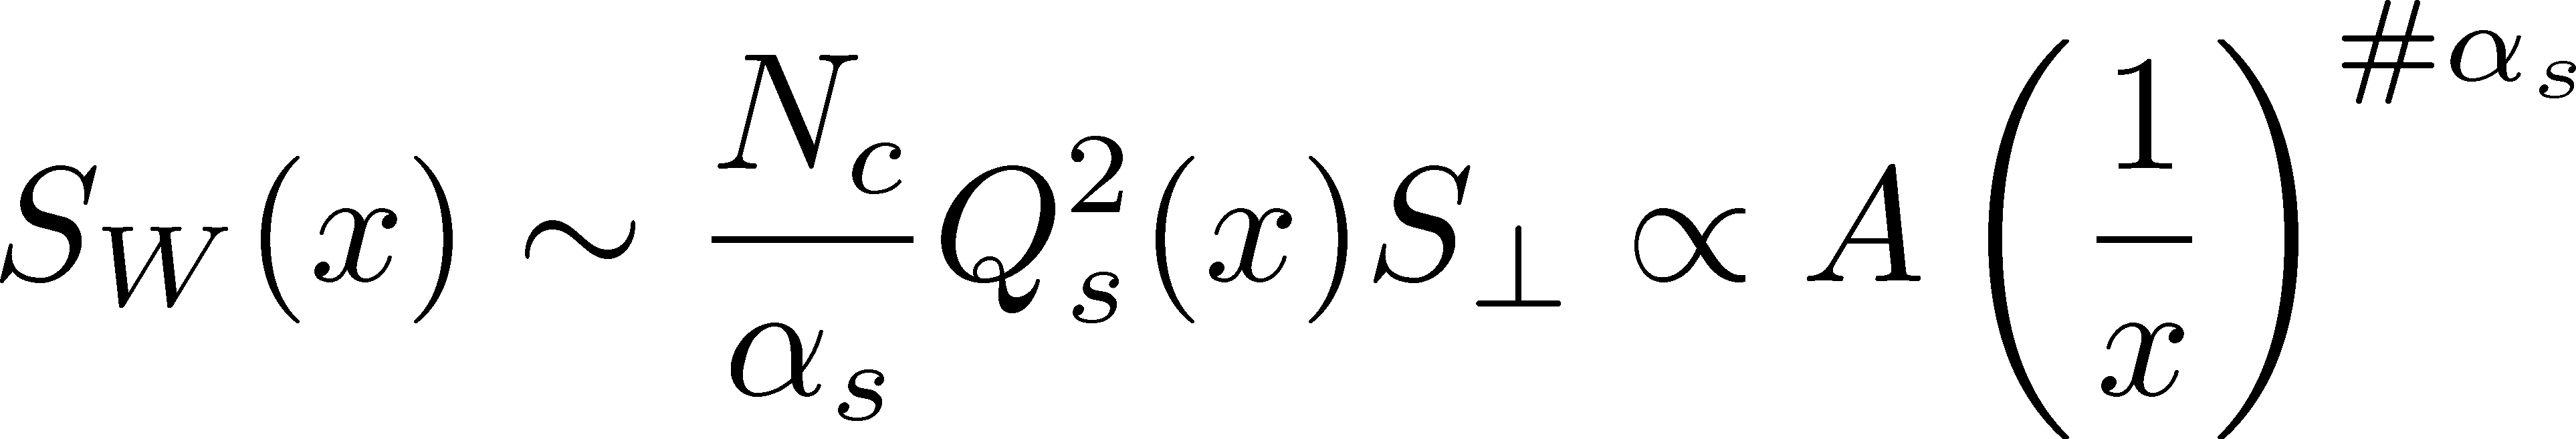 $S_W(x) \sim \frac{N_c}{\alpha_s} Q_s^2(x) S_\perp \propto A \left( \frac{1}{x} \right)^{\# \alpha_s}$